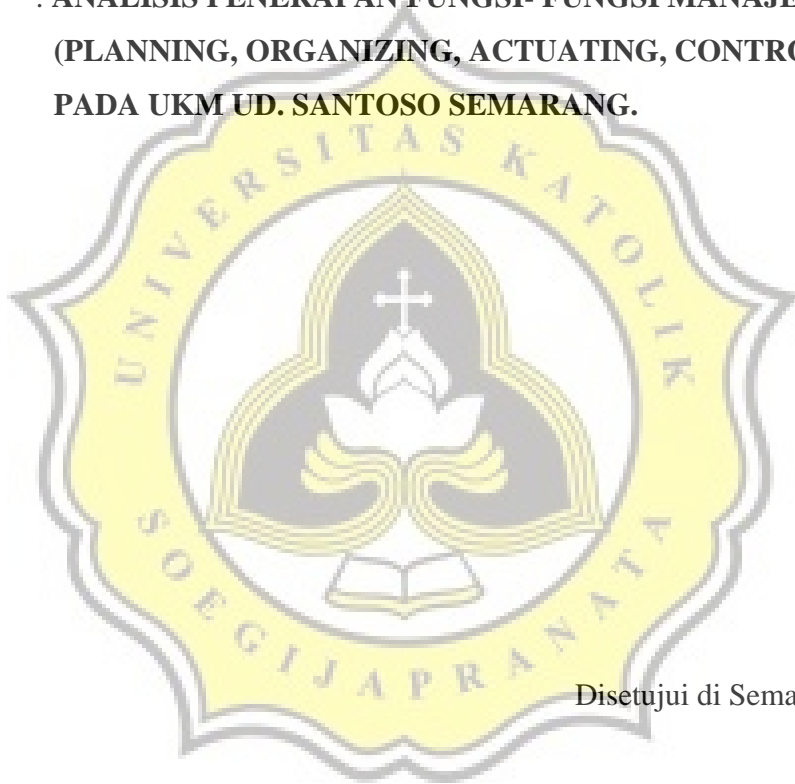 : ANALISIS PENERAPAN FUNGSI- FUNGSI MANAJE
(PLANNING, ORGANIZING, ACTUATING, CONTRO
PADA UKM UD. SANTOSO SEMARANG.
UNIVERSITAS KATOLIK
SOEGIJAPRANATA
Disetujui di Sema